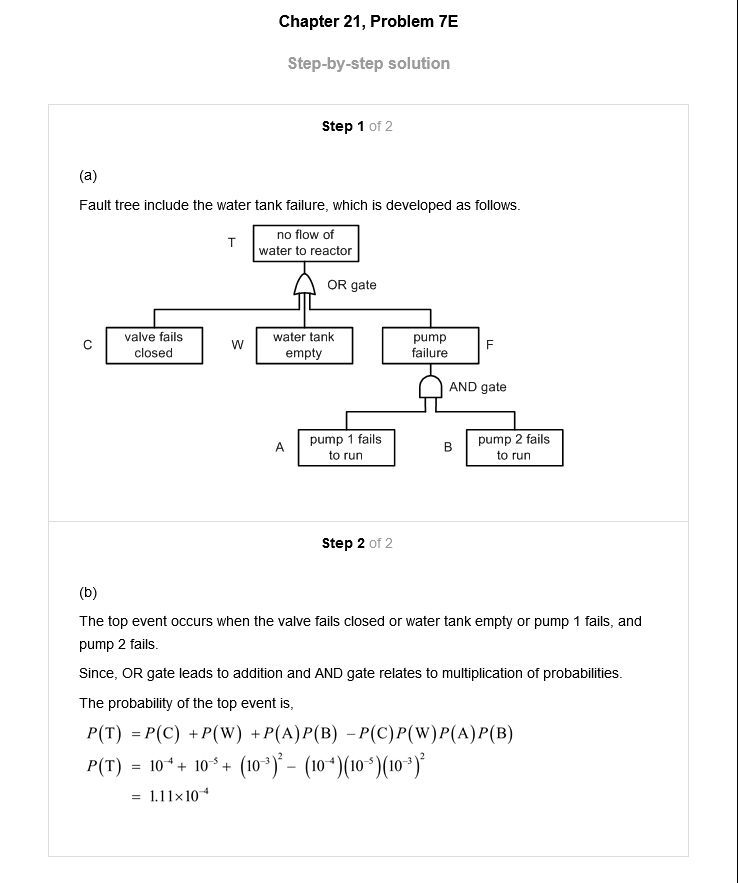 Chapter 21, Problem 7E
Step-by-step solution
Step 1 of 2
(a)
Fault tree include the water tank failure, which is developed as follows.
T
no flow of
water to reactor
OR gate
C
valve fails
closed
W
water tank
empty
pump
failure
F
AND gate
A
pump 1 fails
to run
B
pump 2 fails
to run
Step 2 of 2
(b)
The top event occurs when the valve fails closed or water tank empty or pump 1 fails, and
pump 2 fails.
Since, OR gate leads to addition and AND gate relates to multiplication of probabilities.
The probability of the top event is,
P(T) = P(C) + P(W) + P(A)P(B) − P(C)P(W)P(A)P(B)
P(T) = 10⁻⁴ + 10⁻⁵ + (10⁻³)² − (10⁻⁴)(10⁻⁵)(10⁻³)²
= 1.11×10⁻⁴